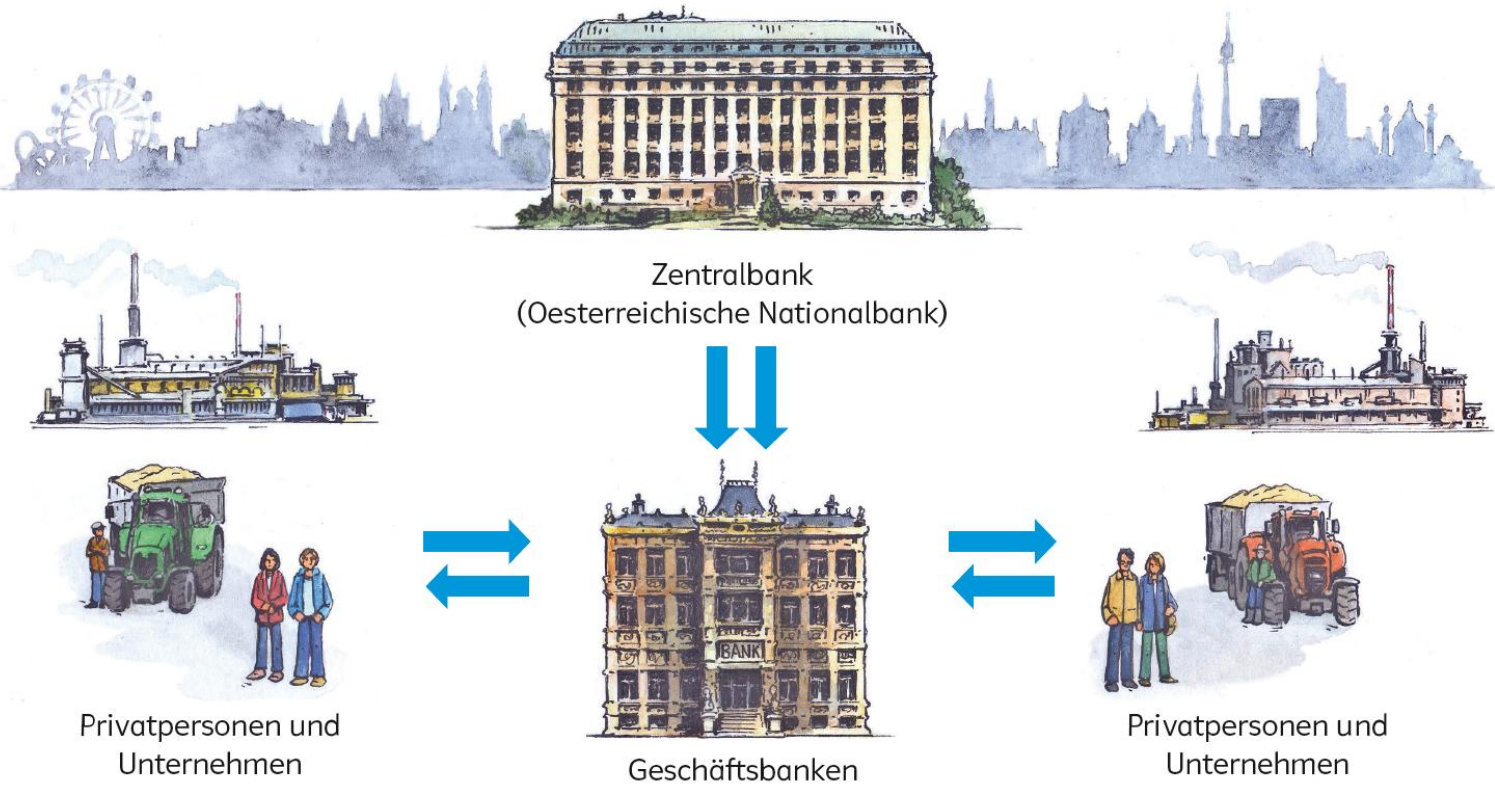 Zentralbank
(Oesterreichische Nationalbank)
BANK
Privatpersonen und
Unternehmen
Geschäftsbanken
Privatpersonen und
Unternehmen